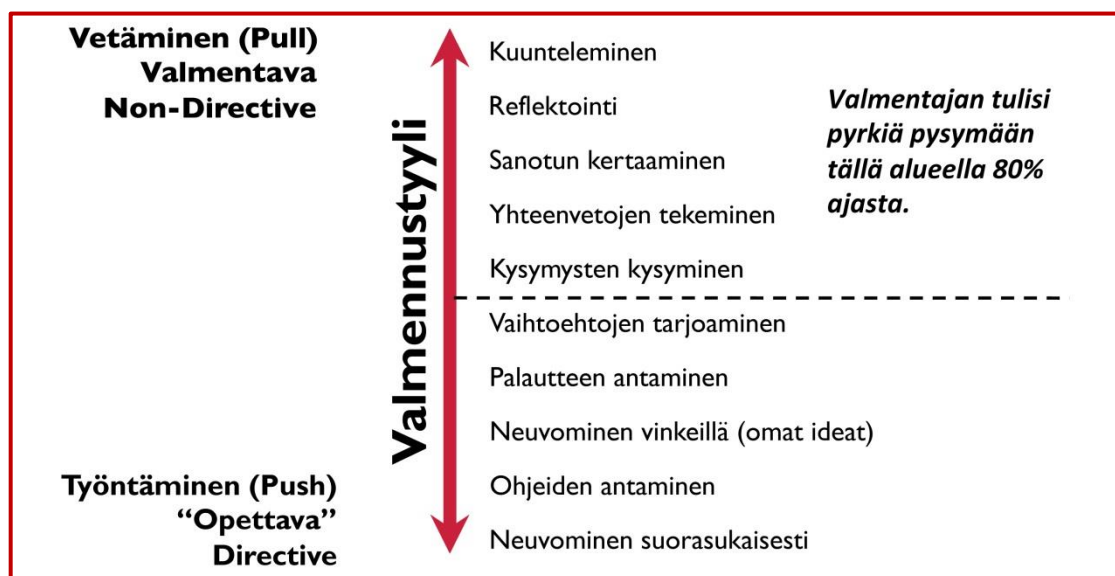 Vetäminen (Pull)
Valmentava
Non-Directive
Työntäminen (Push)
“Opettava”
Directive
Valmennustyyli
Kuunteleminen
Reflektointi
Sanotun kertaaminen
Yhteenvetojen tekeminen
Kysymysten kysyminen
Vaihtoehtojen tarjoaminen
Palautteen antaminen
Neuvominen vinkeillä (omat ideat)
Ohjeiden antaminen
Neuvominen suorasukaisesti
Valmentajan tulisi
pyrkiä pysymään
tällä alueella 80%
ajasta.